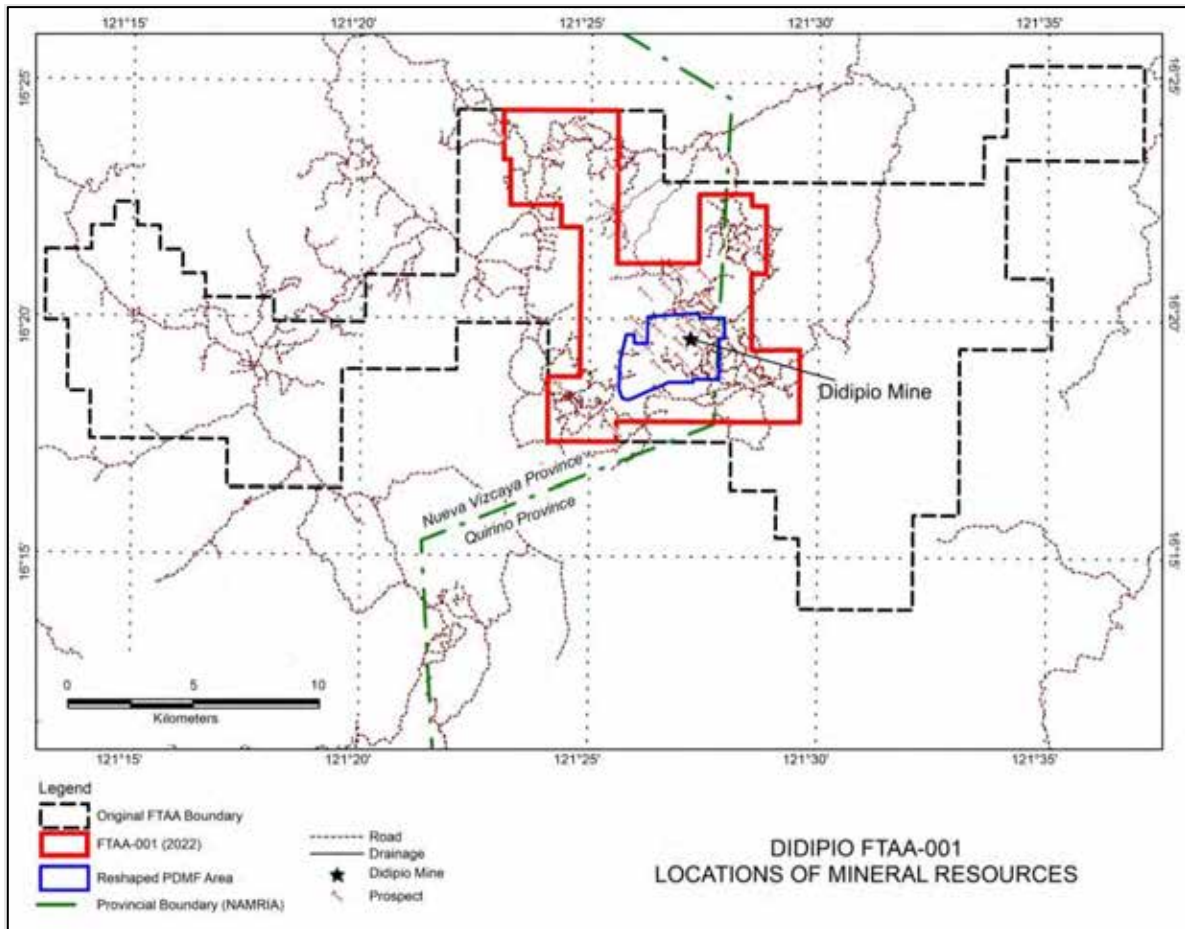 121°15' 121°20' 121°25' 121°30' 121°35'
16°25' 16°25'
16°20' 16°20'
Didipio Mine
Nueva Vizcaya Province
Quirino Province
16°15' 16°15'
0 5 10
Kilometers
121°15' 121°20' 121°25' 121°30' 121°35'
Legend
Original FTAA Boundary
FTAA-001 (2022)
Reshaped PDMF Area
Provincial Boundary (NAMRIA)
Road
Drainage
Didipio Mine
Prospect
DIDIPIO FTAA-001
LOCATIONS OF MINERAL RESOURCES